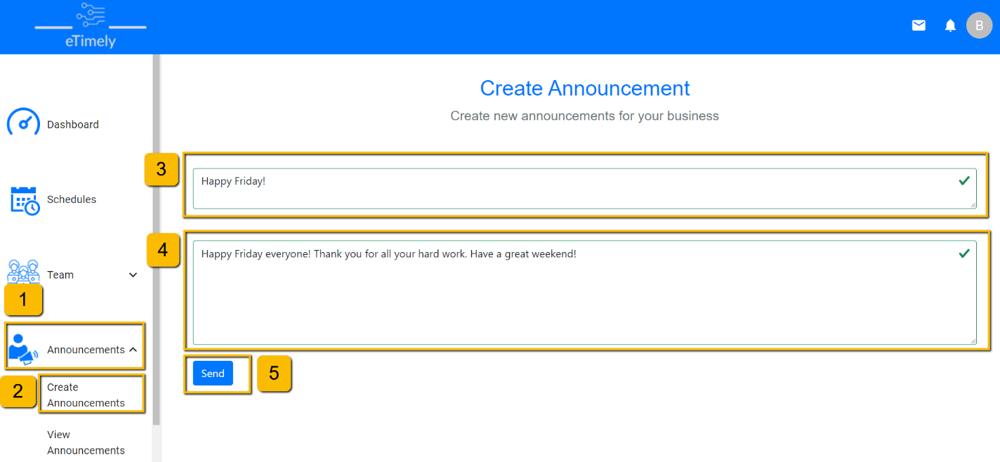 eTimely
B
Create Announcement
Create new announcements for your business
Dashboard
3
Happy Friday!
Schedules
4
Happy Friday everyone! Thank you for all your hard work. Have a great weekend!
Team
1
Announcements
5
Send
2
Create
Announcements
View
Announcements